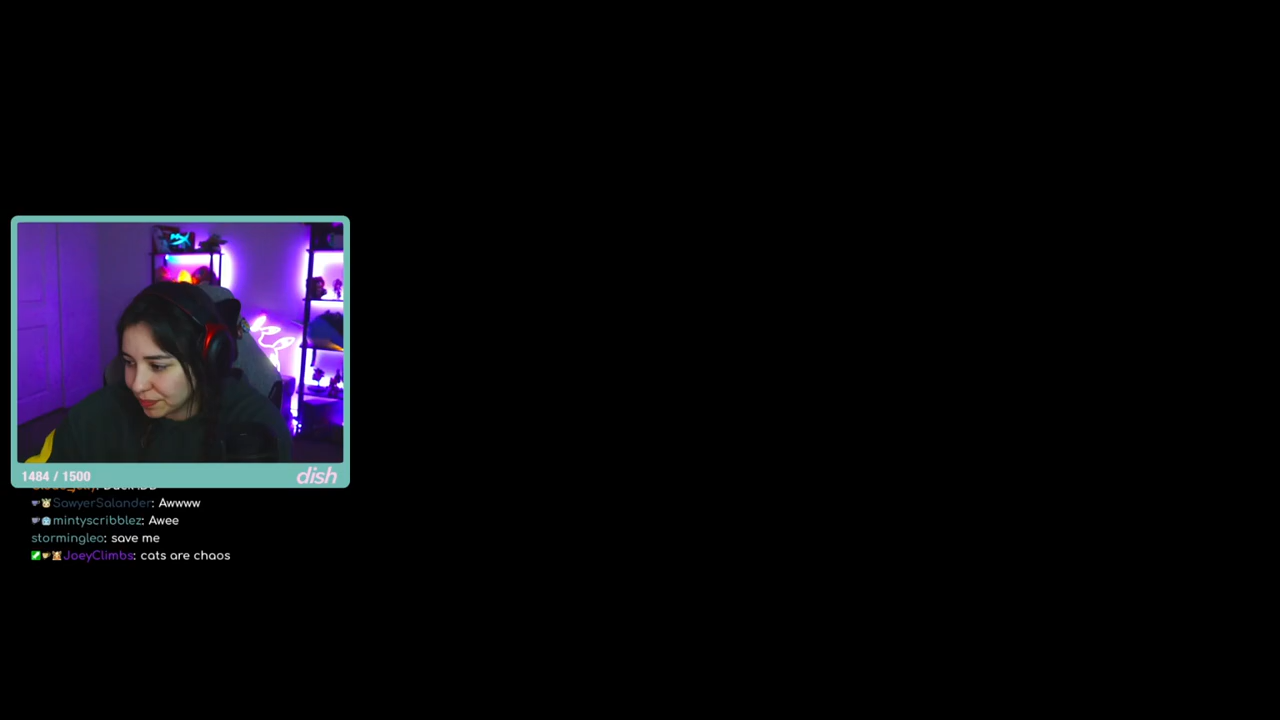 1484 / 1500
dish
SawyerSalander: Awwww
mintyscribblez: Awee
stormingleo: save me
JoeyClimbs: cats are chaos